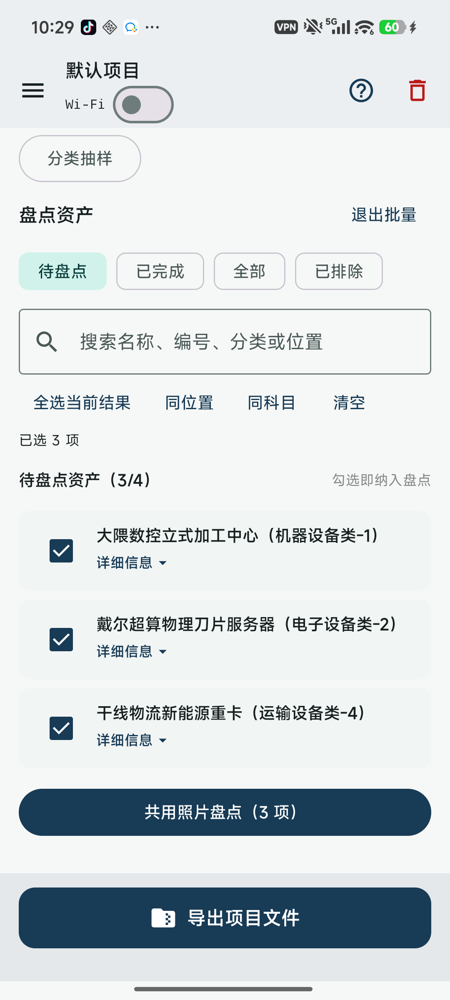 10:29
VPN
5G
6
60
默认项目
Wi-Fi
分类抽样
盘点资产
退出批量
待盘点
已完成
全部
已排除
搜索名称、编号、分类或位置
全选当前结果
同位置
同科目
清空
已选 3 项
待盘点资产（3/4）
勾选即纳入盘点
大隈数控立式加工中心（机器设备类-1）
详细信息
戴尔超算物理刀片服务器（电子设备类-2）
详细信息
干线物流新能源重卡（运输设备类-4）
详细信息
共用照片盘点（3 项）
导出项目文件